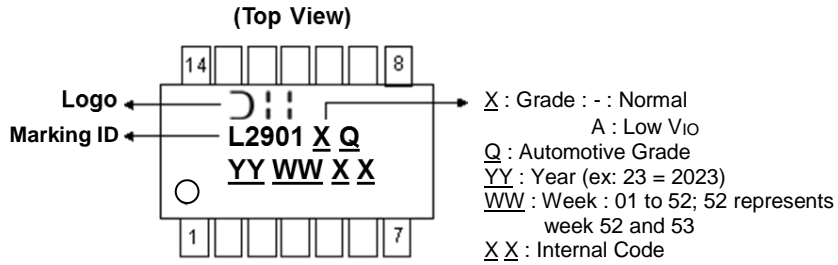 (Top View)
14
8
Logo
Marking ID
L2901 X Q
YY WW X X
1
7
X : Grade : - : Normal
A : Low VIO
Q : Automotive Grade
YY : Year (ex: 23 = 2023)
WW : Week : 01 to 52; 52 represents
week 52 and 53
X X : Internal Code